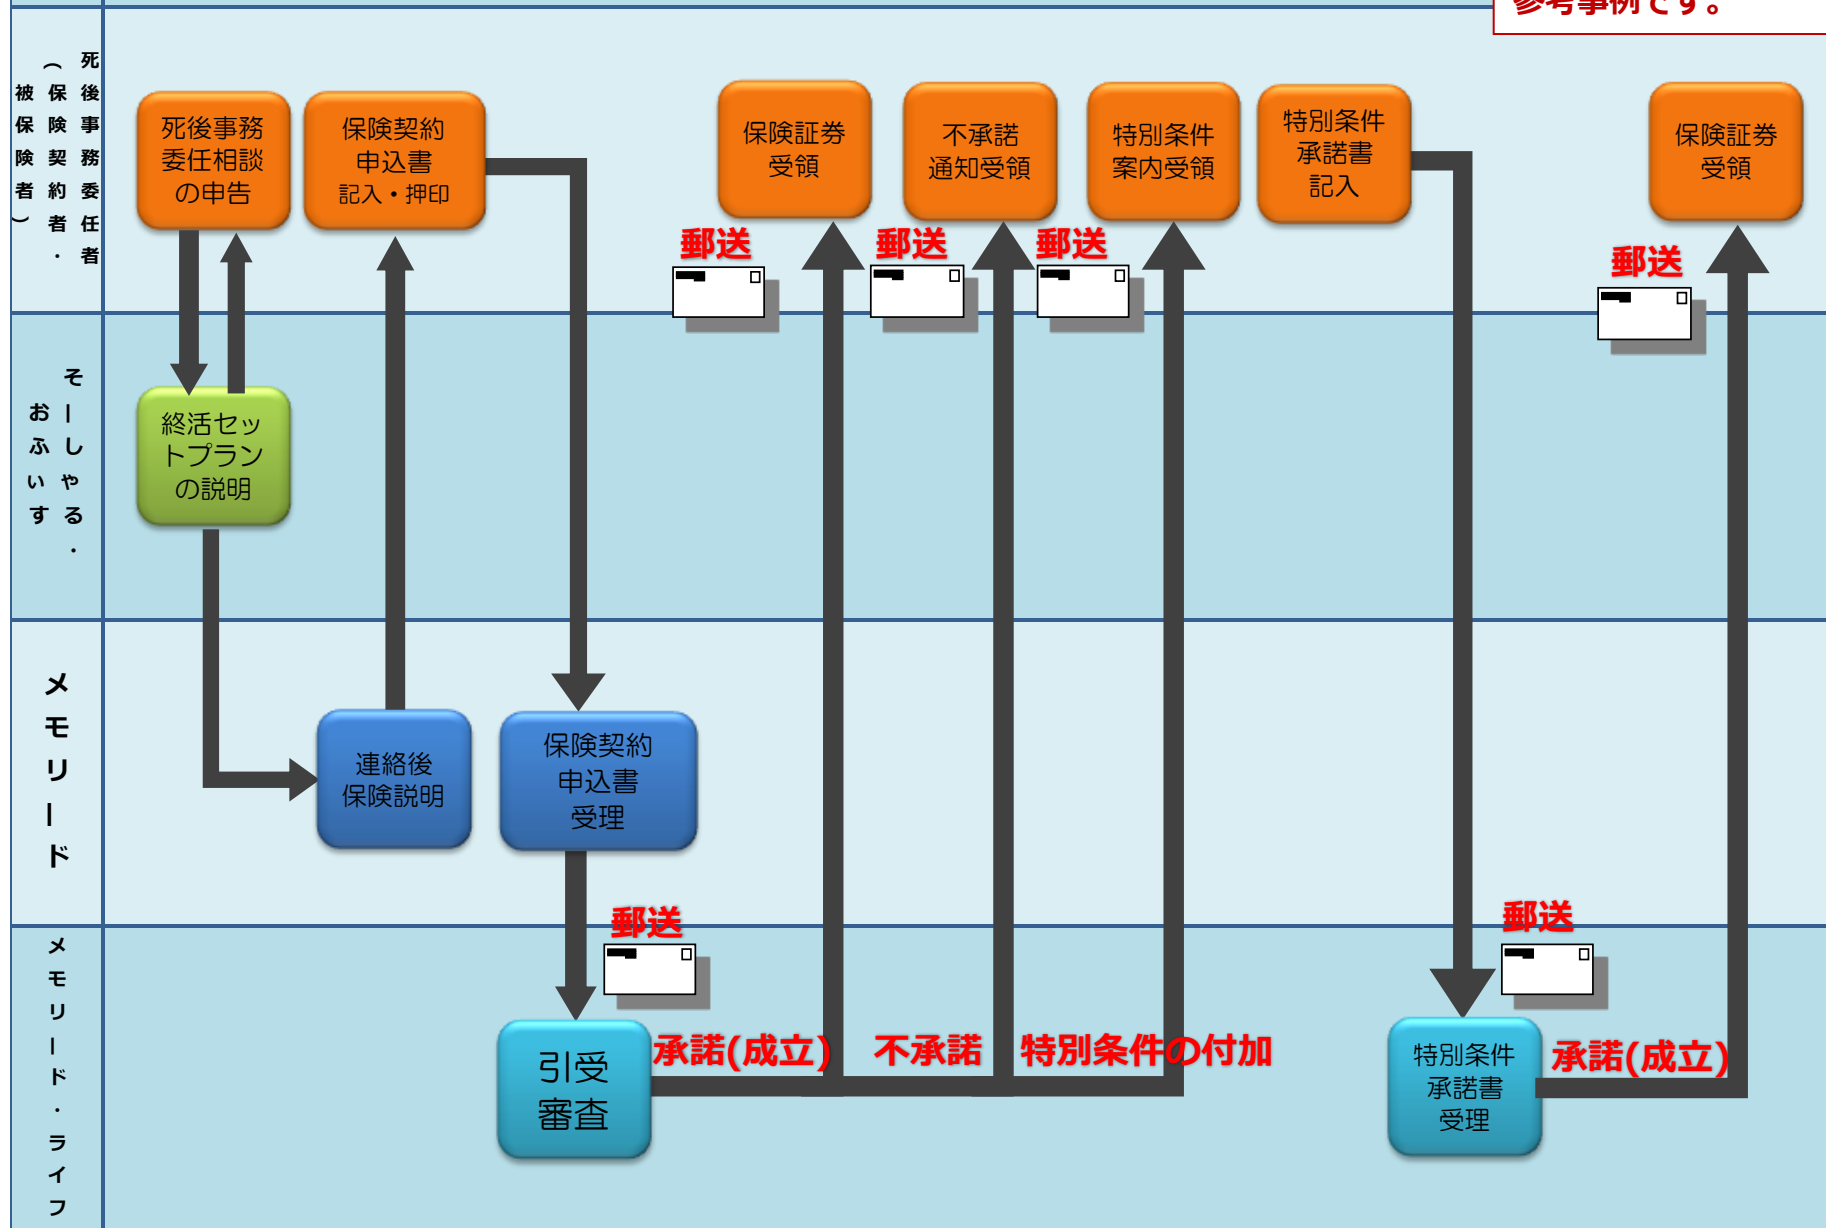 参考事例です。
死後事務委任者
(保険契約者・
被保険者)
死後事務
委任相談
の申告
保険契約
申込書
記入・押印
保険証券
受領
不承諾
通知受領
特別条件
案内受領
特別条件
承諾書
記入
保険証券
受領
郵送
郵送
郵送
郵送
そーしゃる・
おふぃす
終活セッ
トプラン
の説明
メモリード
連絡後
保険説明
保険契約
申込書
受理
郵送
郵送
メモリード・ライフ
引受
審査
承諾(成立)
不承諾
特別条件の付加
特別条件
承諾書
受理
承諾(成立)